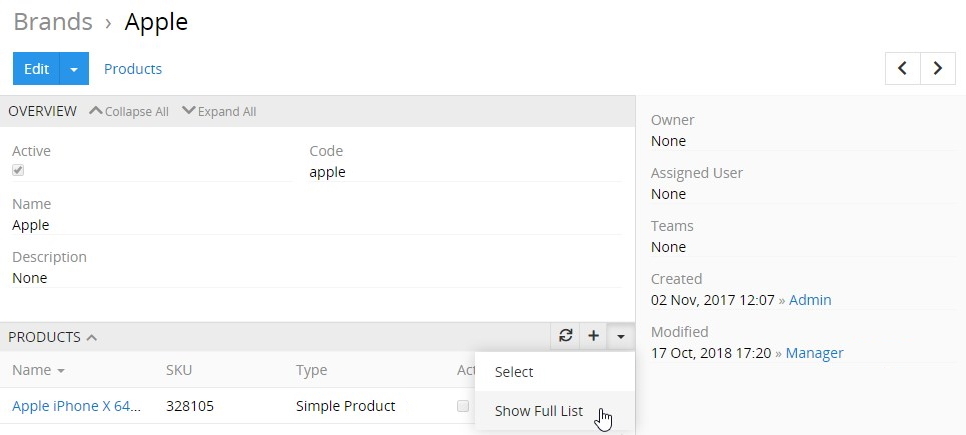 Brands › Apple
Edit Products
OVERVIEW Collapse All Expand All
Active Code
apple
Name
Apple
Description
None
Owner
None
Assigned User
None
Teams
None
Created
02 Nov, 2017 12:07 » Admin
Modified
17 Oct, 2018 17:20 » Manager
PRODUCTS
Name SKU Type Act
Apple iPhone X 64... 328105 Simple Product
Select
Show Full List